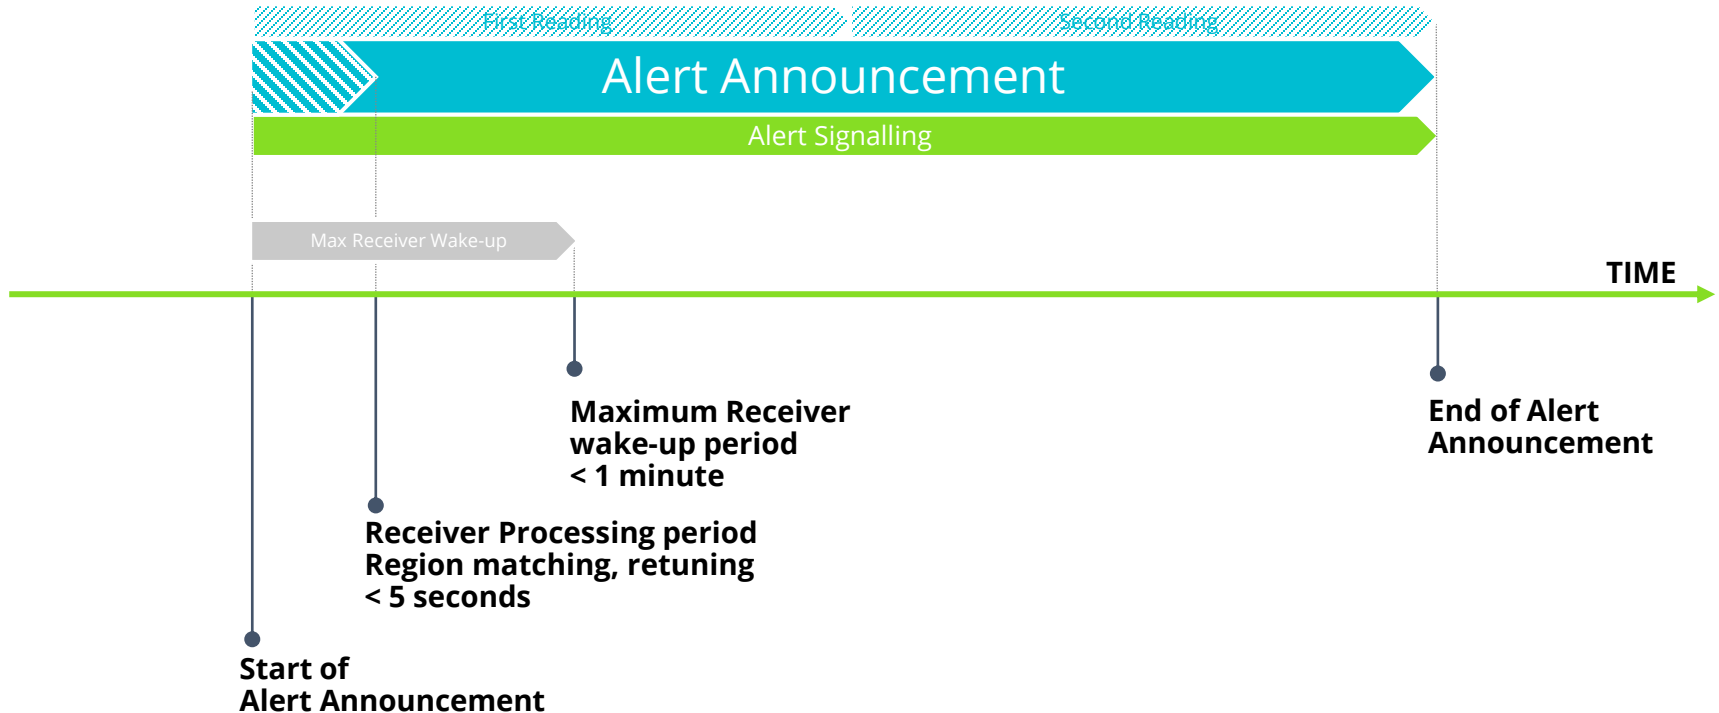 First Reading
Second Reading
Alert Announcement
Alert Signalling
Max Receiver Wake-up
TIME
Maximum Receiver
wake-up period
< 1 minute
End of Alert
Announcement
Receiver Processing period
Region matching, retuning
< 5 seconds
Start of
Alert Announcement